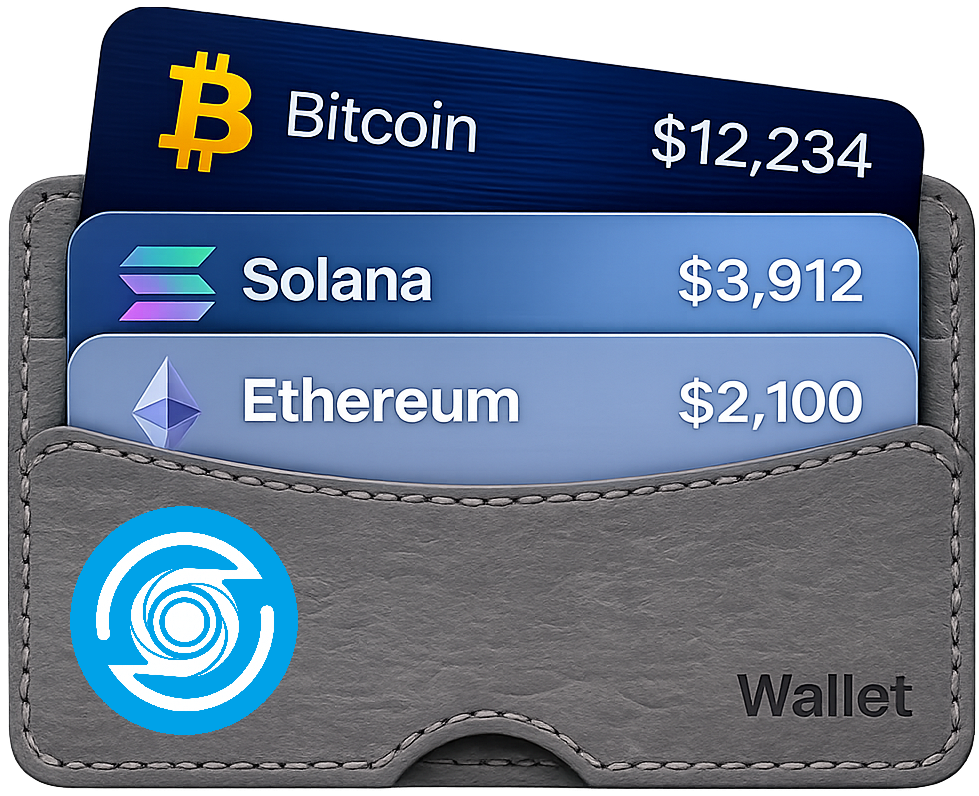 Bitcoin $12,234
Solana $3,912
Ethereum $2,100
Wallet